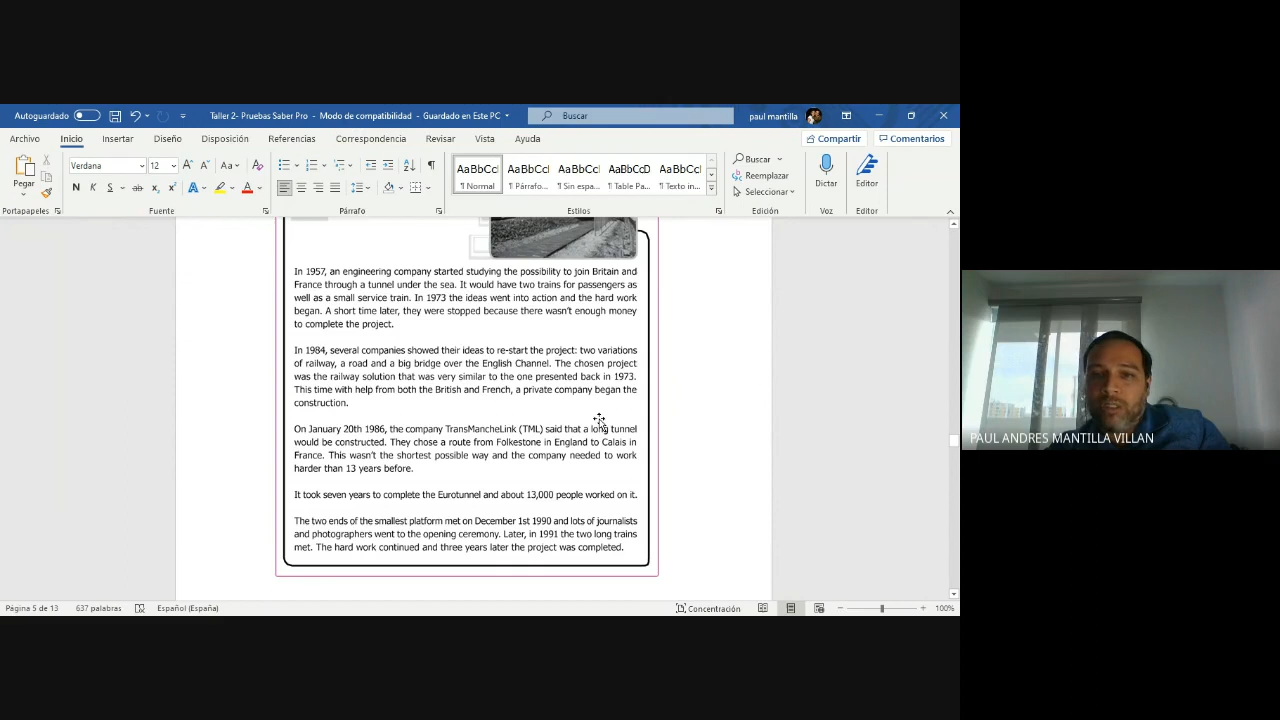 Autoguardado
Taller 2- Pruebas Saber Pro - Modo de compatibilidad - Guardado en Este PC
Buscar
paul mantilla
Archivo Inicio Insertar Diseño Disposición Referencias Correspondencia Revisar Vista Ayuda
Compartir Comentarios
Verdana 12 Aa
Pegar
N K S ab x₂ x² A A
AaBbCcI AaBbCcI AaBbCcI AaBbCcD AaBbCcI
¶ Normal ¶ Párrafo... ¶ Sin espa... ¶ Table Pa... ¶ Texto in...
Buscar
Reemplazar
Seleccionar
Dictar
Editor
Portapapeles Fuente Párrafo Estilos Edición Voz Editor
In 1957, an engineering company started studying the possibility to join Britain and
France through a tunnel under the sea. It would have two trains for passengers as
well as a small service train. In 1973 the ideas went into action and the hard work
began. A short time later, they were stopped because there wasn't enough money
to complete the project.
In 1984, several companies showed their ideas to re-start the project: two variations
of railway, a road and a big bridge over the English Channel. The chosen project
was the railway solution that was very similar to the one presented back in 1973.
This time with help from both the British and French, a private company began the
construction.
On January 20th 1986, the company TransMancheLink (TML) said that a long tunnel
would be constructed. They chose a route from Folkestone in England to Calais in
France. This wasn't the shortest possible way and the company needed to work
harder than 13 years before.
It took seven years to complete the Eurotunnel and about 13,000 people worked on it.
The two ends of the smallest platform met on December 1st 1990 and lots of journalists
and photographers went to the opening ceremony. Later, in 1991 the two long trains
met. The hard work continued and three years later the project was completed.
PAUL ANDRES MANTILLA VILLAN
Página 5 de 13 637 palabras Español (España) Concentración 100%